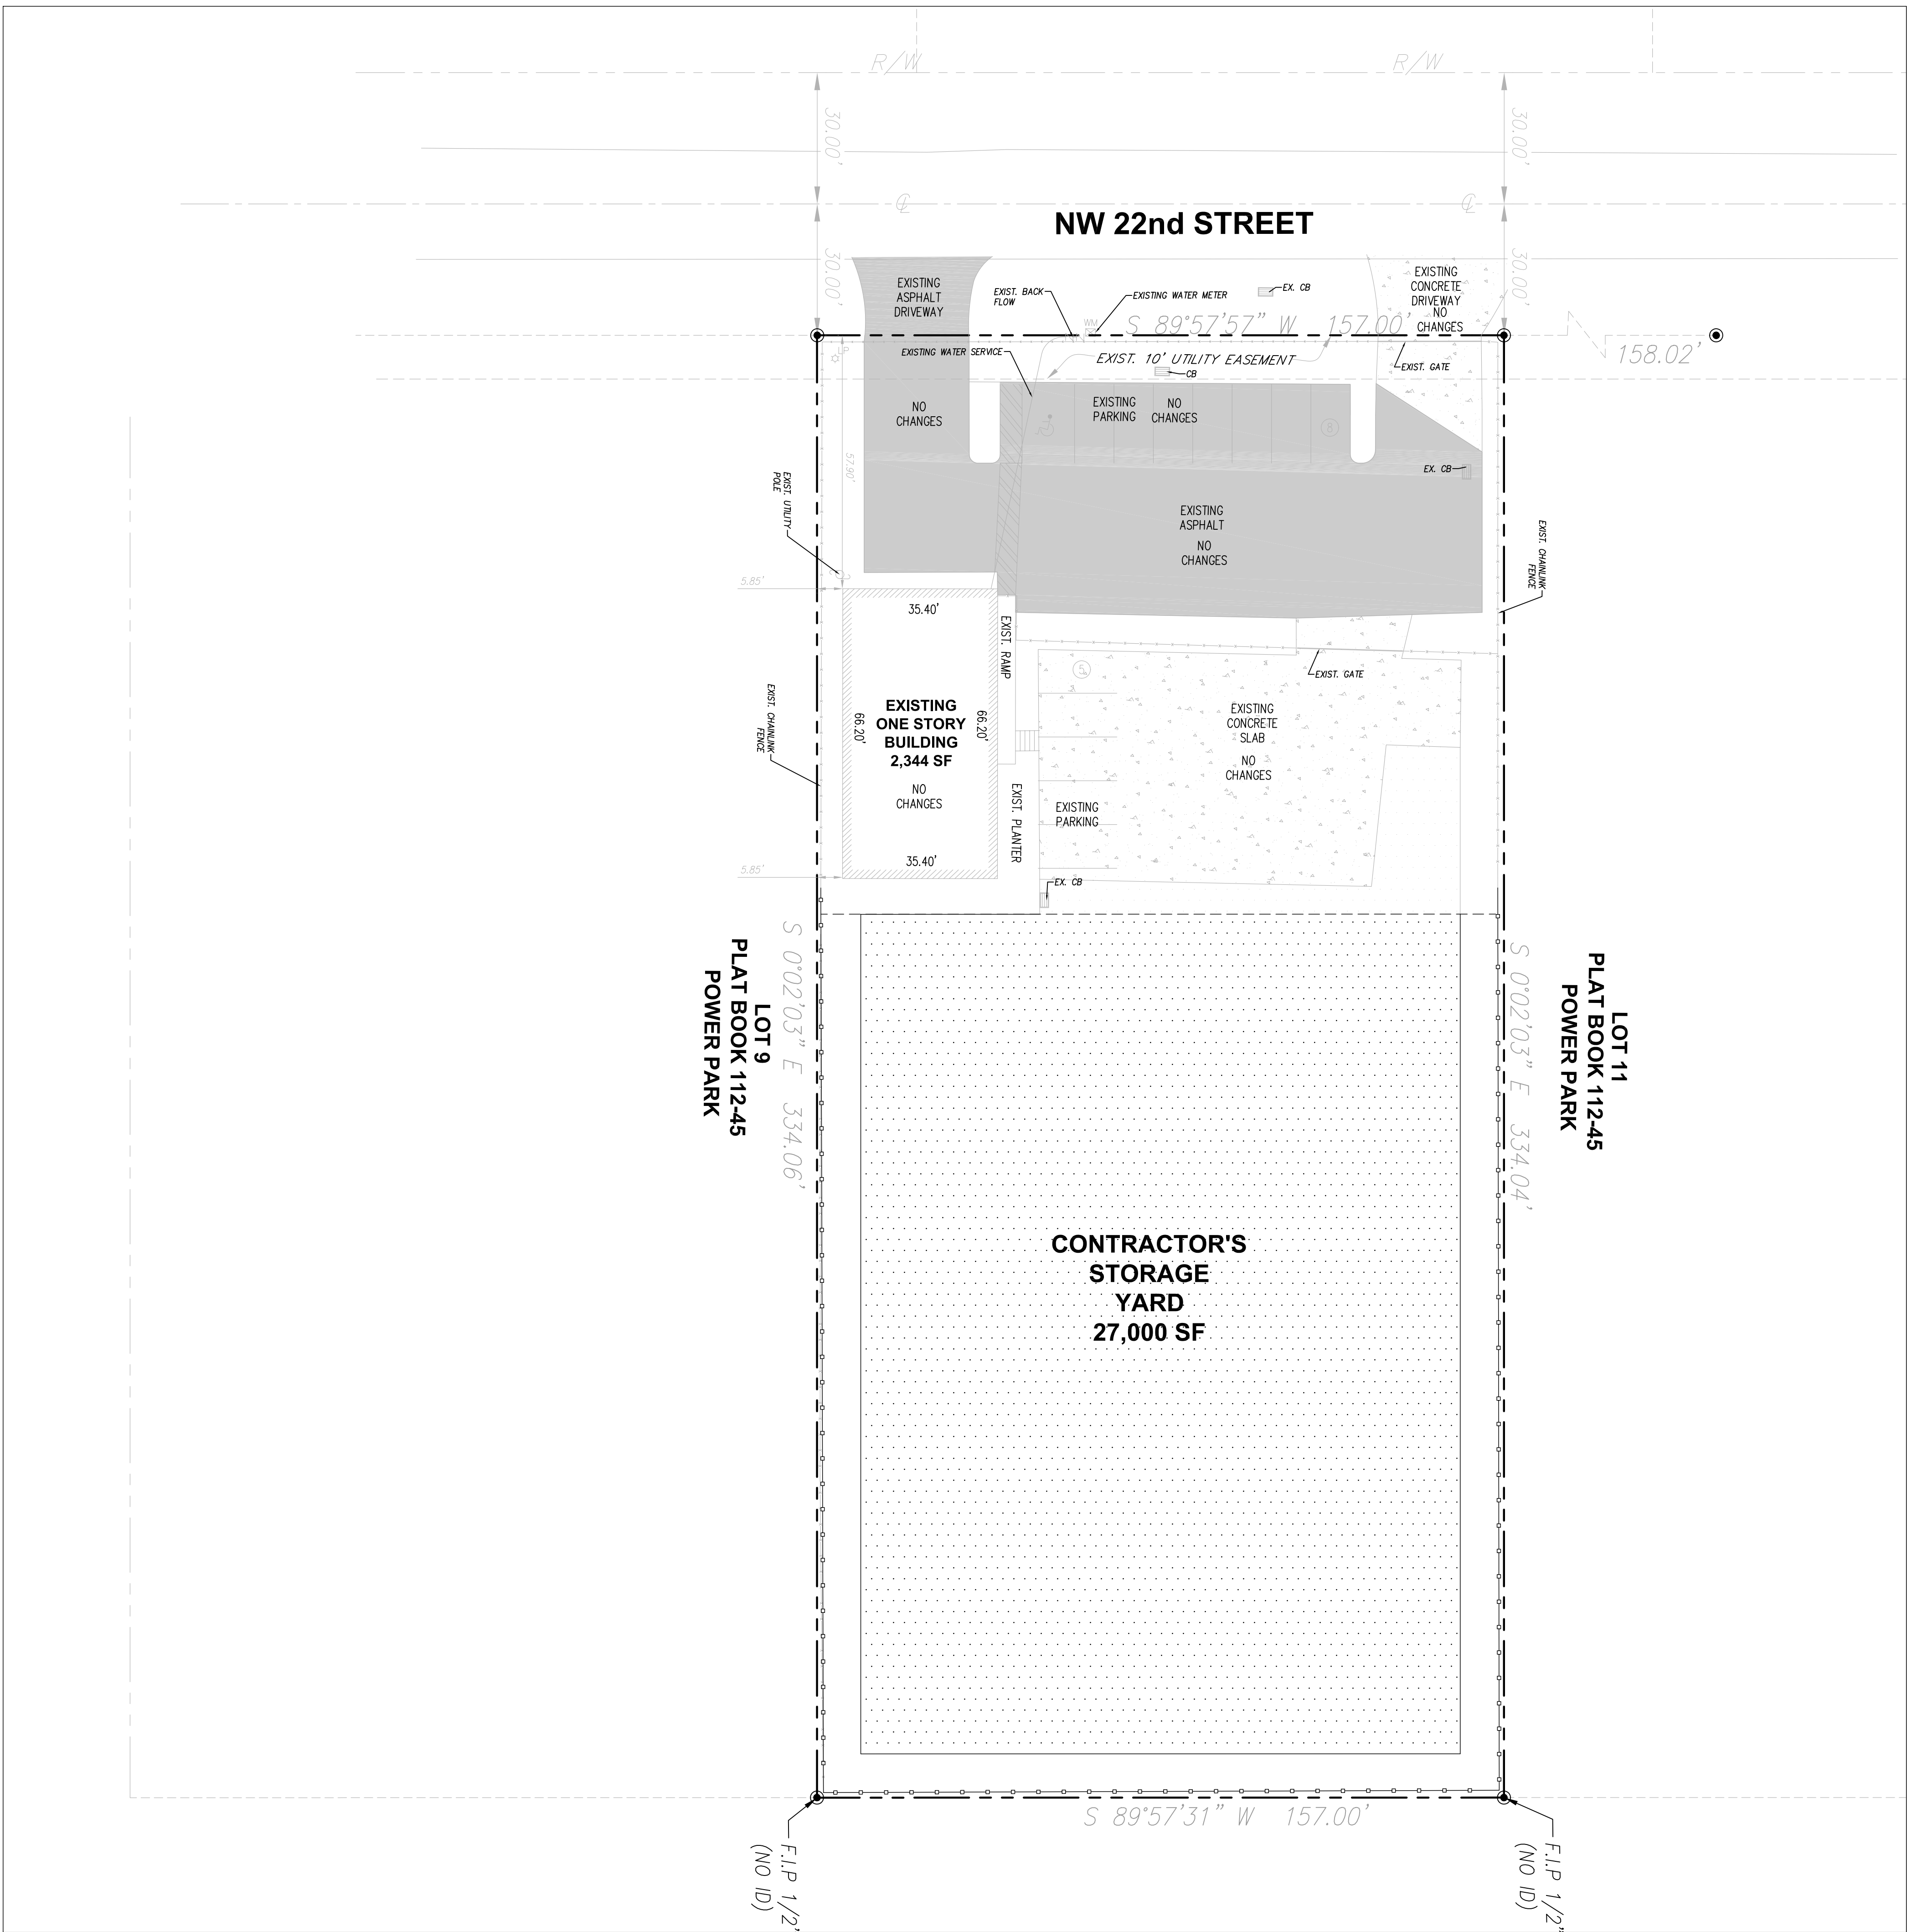 R/W
R/W
30.00'
30.00'
℄
℄
NW 22nd STREET
30.00'
30.00'
EXISTING
ASPHALT
DRIVEWAY
EXIST. BACK
FLOW
EXISTING WATER METER
EX. CB
EXISTING
CONCRETE
DRIVEWAY
NO
CHANGES
WM
S 89°57'57" W 157.00'
158.02'
EXISTING WATER SERVICE
EXIST. 10' UTILITY EASEMENT
EXIST. GATE
CB
LP
NO
CHANGES
EXISTING
PARKING
NO
CHANGES
8
57.90'
EX. CB
EXIST. UTILITY
POLE
EXISTING
ASPHALT
NO
CHANGES
EXIST. CHAINLINK
FENCE
5.85'
35.40'
EXIST. RAMP
5
EXIST. GATE
EXISTING
ONE STORY
BUILDING
2,344 SF
NO
CHANGES
66.20'
66.20'
EXISTING
CONCRETE
SLAB
NO
CHANGES
EXIST. CHAINLINK
FENCE
EXIST. PLANTER
EXISTING
PARKING
35.40'
5.85'
EX. CB
LOT 9
PLAT BOOK 112-45
POWER PARK
S 0°02'03" E 334.06'
S 0°02'03" E 334.04'
LOT 11
PLAT BOOK 112-45
POWER PARK
CONTRACTOR'S
STORAGE
YARD
27,000 SF
S 89°57'31" W 157.00'
F.I.P 1/2"
(NO ID)
F.I.P 1/2"
(NO ID)